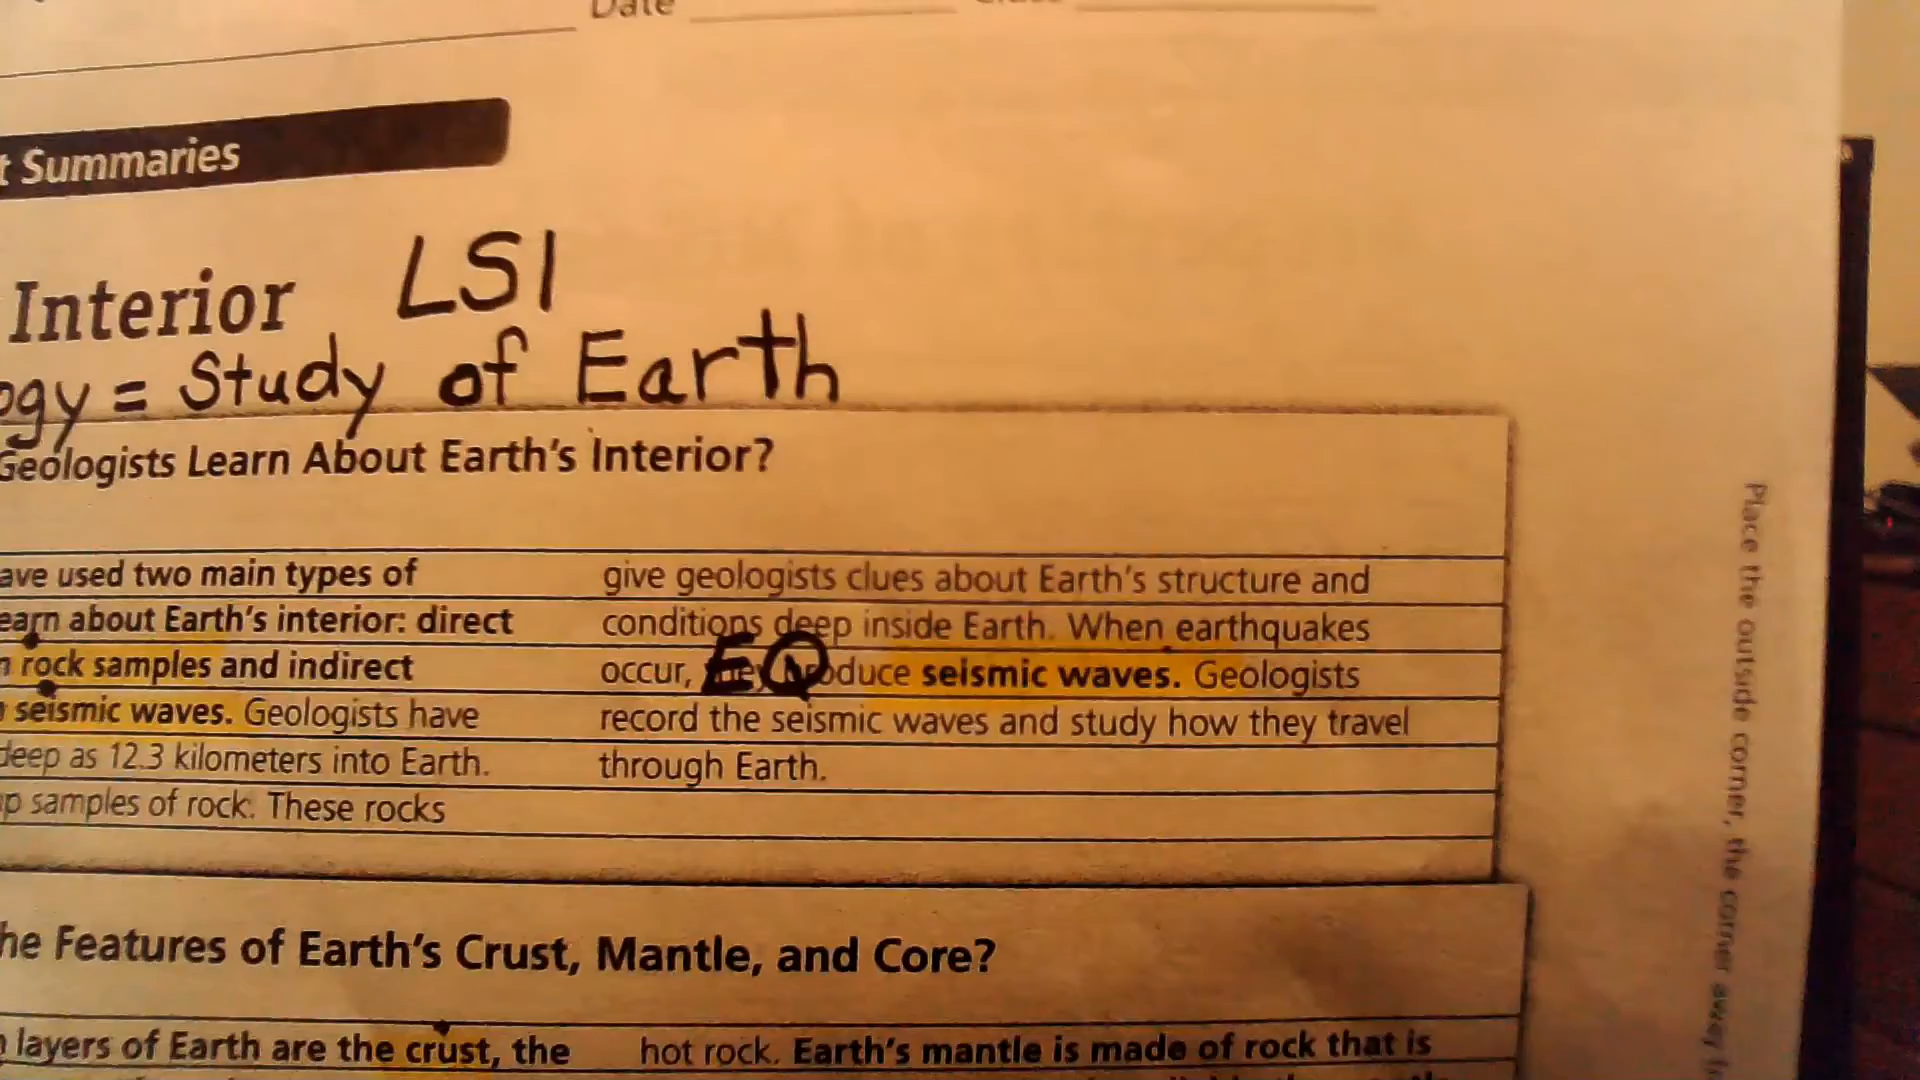 Date
t Summaries
Interior LSI
ogy = Study of Earth
Geologists Learn About Earth's Interior?
ave used two main types of
earn about Earth's interior: direct
rock samples and indirect
seismic waves. Geologists have
deep as 12.3 kilometers into Earth.
up samples of rock. These rocks
give geologists clues about Earth's structure and
conditions deep inside Earth. When earthquakes
occur, EQ produce seismic waves. Geologists
record the seismic waves and study how they travel
through Earth.
he Features of Earth's Crust, Mantle, and Core?
layers of Earth are the crust, the
hot rock. Earth's mantle is made of rock that is
Place the outside corner, the corner away